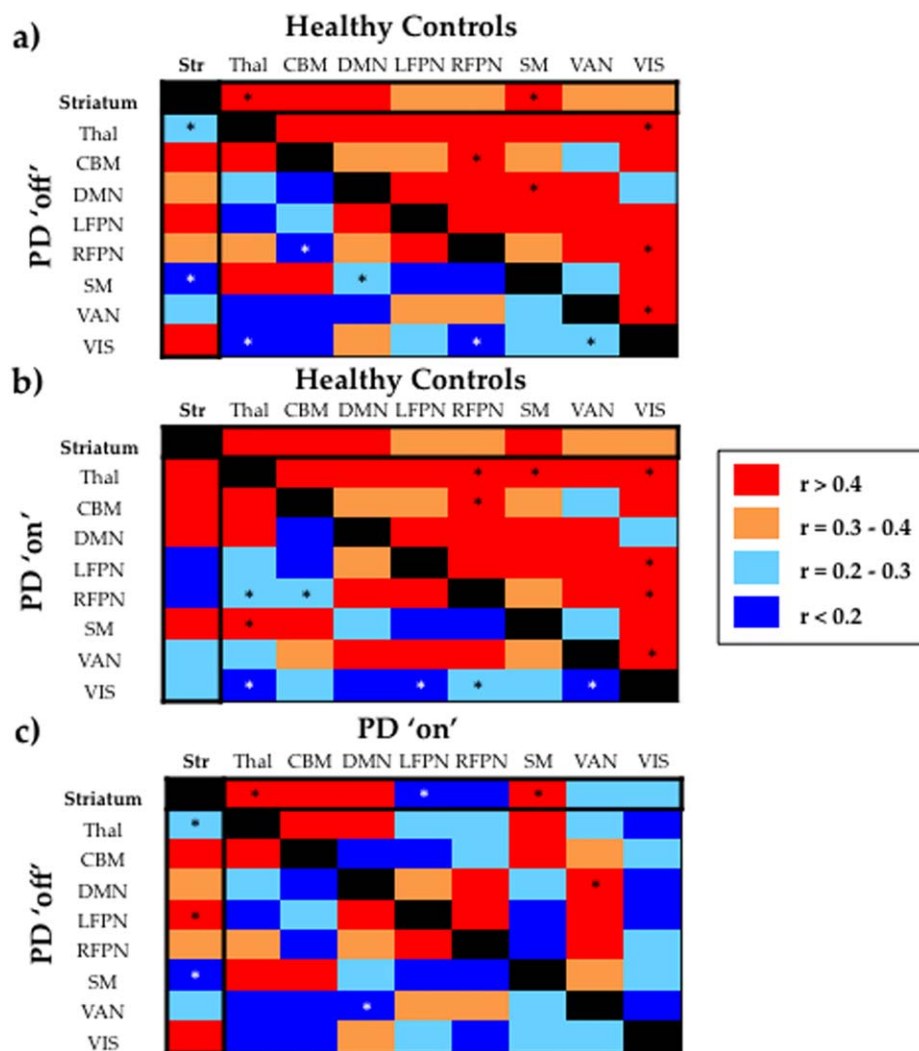 a)
Healthy Controls
Str Thal CBM DMN LFPN RFPN SM VAN VIS
Striatum * *
Thal * *
CBM *
DMN *
LFPN
RFPN * *
SM * *
VAN *
VIS * * *
PD 'off'
b)
Healthy Controls
Str Thal CBM DMN LFPN RFPN SM VAN VIS
Striatum
Thal * * *
CBM *
DMN
LFPN *
RFPN * * *
SM *
VAN *
VIS * * * *
PD 'on'
r > 0.4
r = 0.3 - 0.4
r = 0.2 - 0.3
r < 0.2
c)
PD 'on'
Str Thal CBM DMN LFPN RFPN SM VAN VIS
Striatum * * *
Thal *
CBM
DMN *
LFPN *
RFPN
SM *
VAN *
VIS
PD 'off'